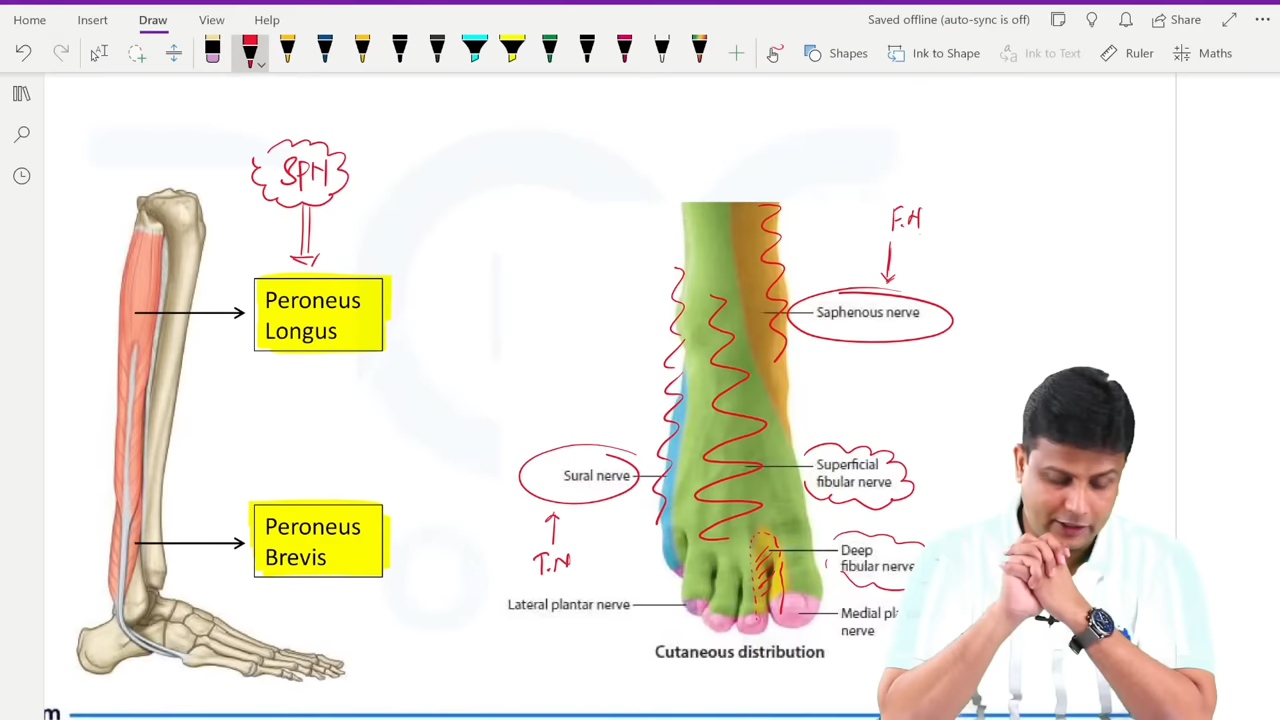 Home Insert Draw View Help
Saved offline (auto-sync is off)
Share
Shapes
Ink to Shape
Ink to Text
Ruler
Maths
SPN
Peroneus
Longus
Peroneus
Brevis
F.N
Saphenous nerve
Sural nerve
T.N
Superficial
fibular nerve
Deep
fibular nerve
Lateral plantar nerve
Medial
nerve
Cutaneous distribution
m